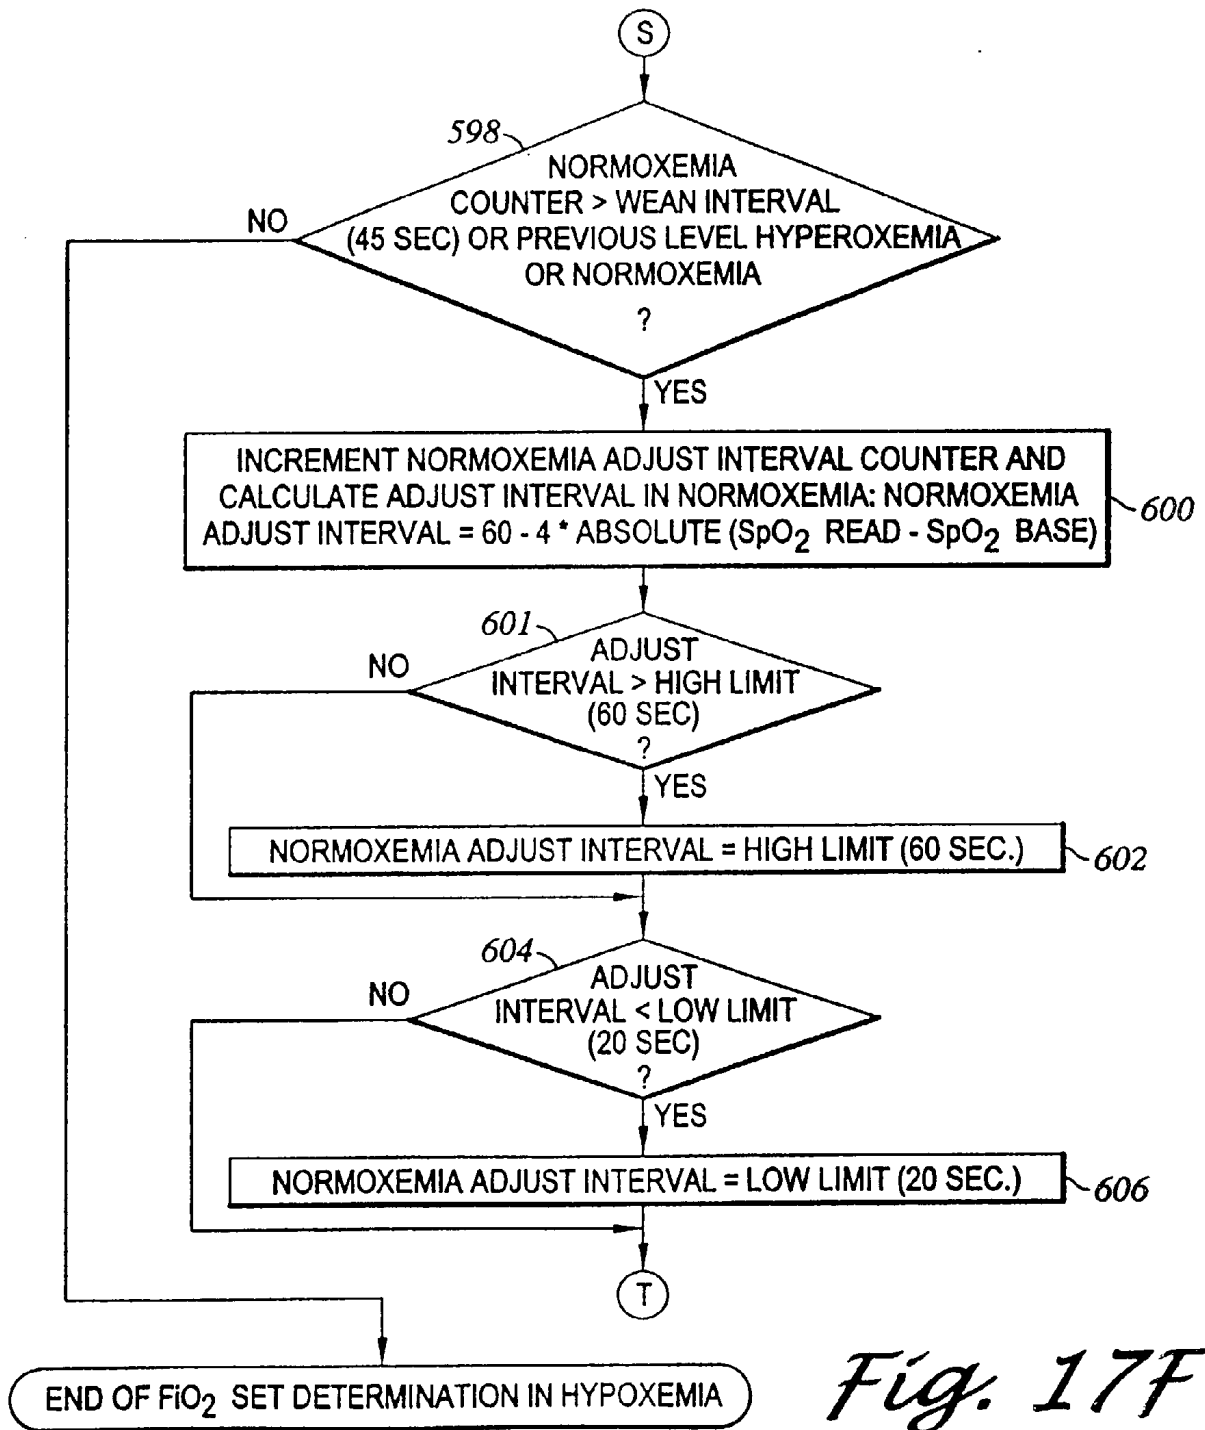 S
598
NORMOXEMIA
COUNTER > WEAN INTERVAL
(45 SEC) OR PREVIOUS LEVEL HYPEROXEMIA
OR NORMOXEMIA
?
NO
YES
INCREMENT NORMOXEMIA ADJUST INTERVAL COUNTER AND
CALCULATE ADJUST INTERVAL IN NORMOXEMIA: NORMOXEMIA
ADJUST INTERVAL = 60 - 4 * ABSOLUTE (SpO2 READ - SpO2 BASE)
600
601
ADJUST
INTERVAL > HIGH LIMIT
(60 SEC)
?
NO
YES
NORMOXEMIA ADJUST INTERVAL = HIGH LIMIT (60 SEC.)
602
604
ADJUST
INTERVAL < LOW LIMIT
(20 SEC)
?
NO
YES
NORMOXEMIA ADJUST INTERVAL = LOW LIMIT (20 SEC.)
606
T
END OF FiO2 SET DETERMINATION IN HYPOXEMIA
Fig. 17F